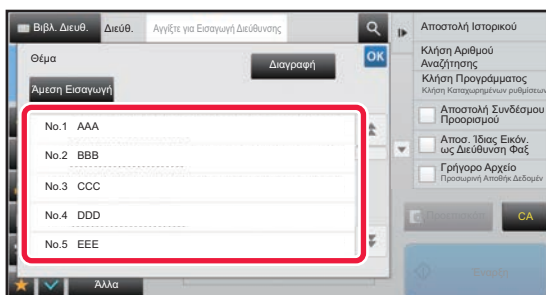 Βιβλ. Διευθ.
Διεύθ.
Αγγίξτε για Εισαγωγή Διεύθυνσης
Θέμα
Διαγραφή
OK
Άμεση Εισαγωγή
No.1 AAA
No.2 BBB
No.3 CCC
No.4 DDD
No.5 EEE
Άλλα
Αποστολή Ιστορικού
Κλήση Αριθμού
Αναζήτησης
Κλήση Προγράμματος
Κλήση Καταχωρημένων ρυθμίσεων
Αποστολή Συνδέσμου
Προορισμού
Αποσ. Ίδιας Εικόν.
ως Διεύθυνση Φαξ
Γρήγορο Αρχείο
Προσωρινή Αποθήκ Δεδομέν
CA
Έναρξη